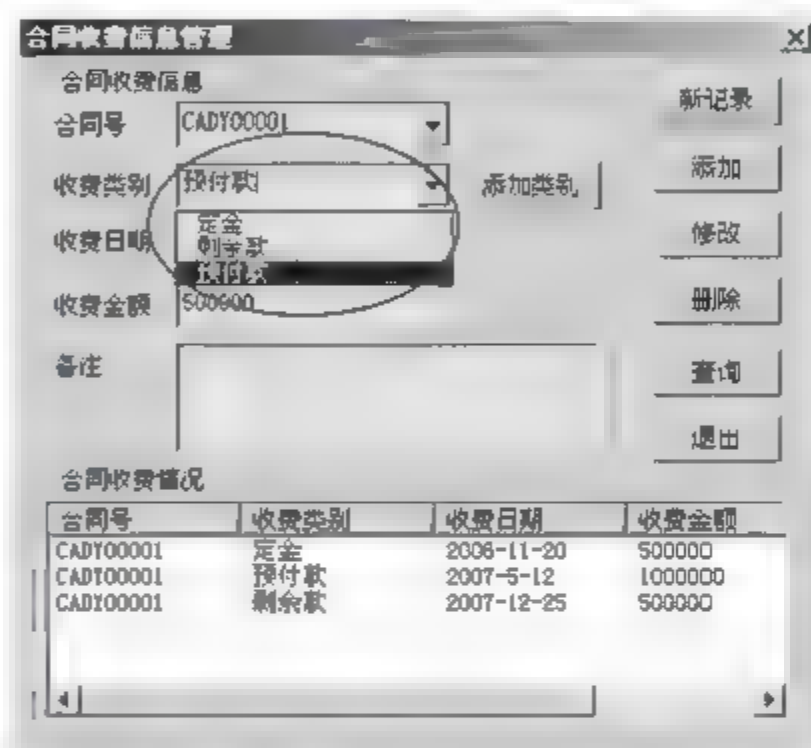 合同收费信息管理
合同收费信息
合同号 CADY00001
收费类别 预付款 添加类别
收费日期
定金
剩余款
预付款
收费金额 500000
备注
新记录
添加
修改
删除
查询
退出
合同收费情况
合同号 收费类别 收费日期 收费金额
CADY00001 定金 2006-11-20 500000
CADY00001 预付款 2007-5-12 1000000
CADY00001 剩余款 2007-12-25 500000